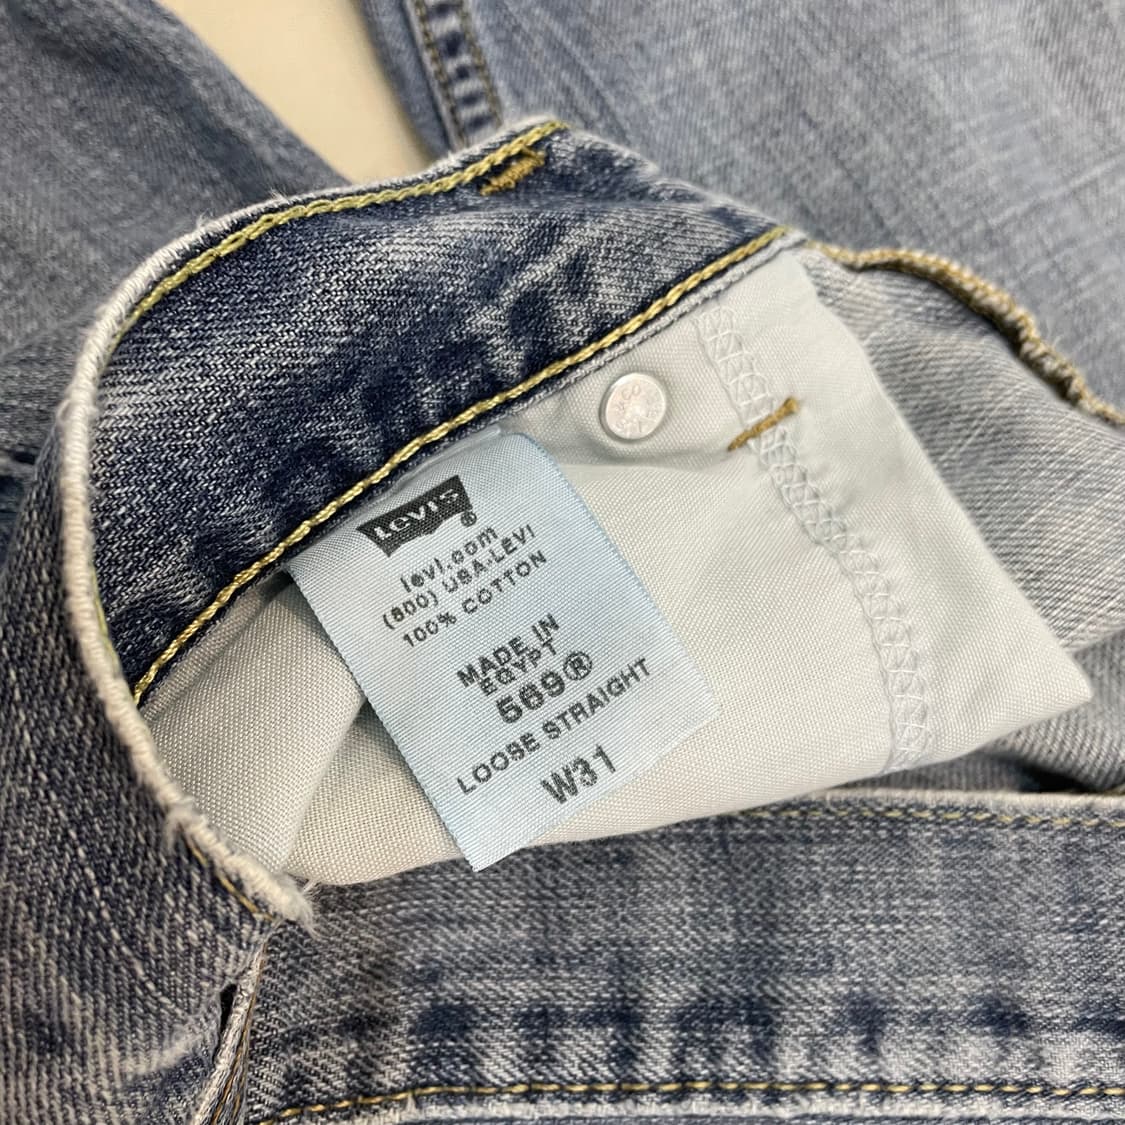 Levi's®
levi.com
(800) USA-LEVI
100% COTTON
MADE IN
EGYPT
569®
LOOSE STRAIGHT
W31